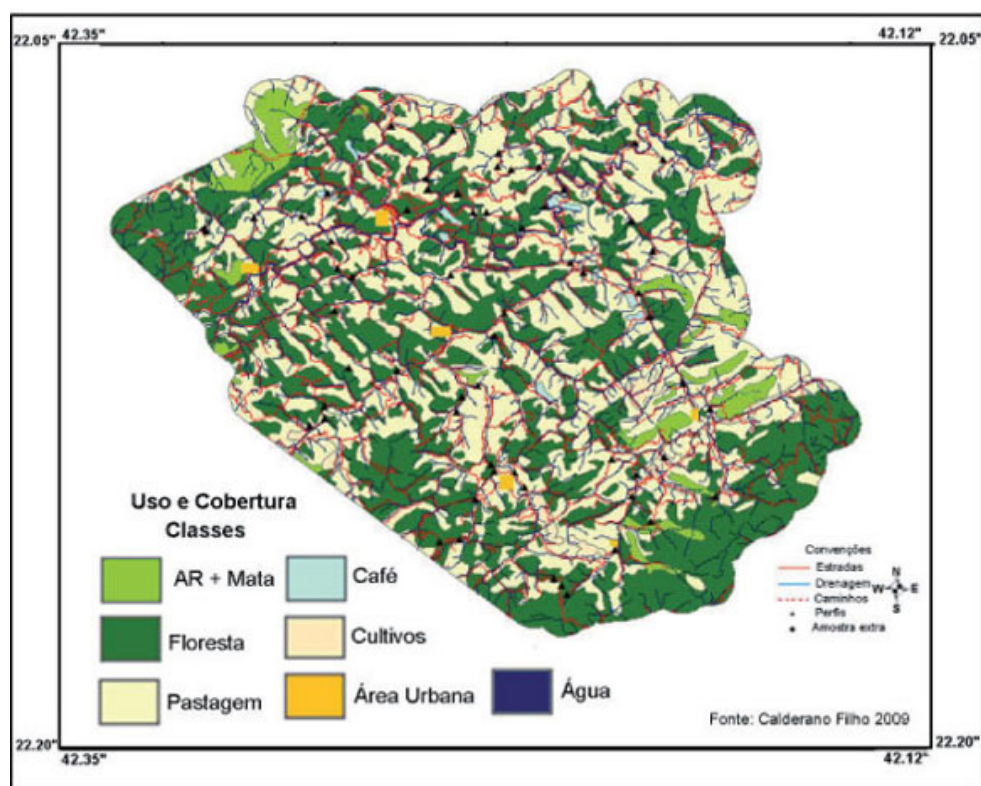 42.35"
42.12"
22.05"
22.05"
Uso e Cobertura
Classes
AR + Mata
Café
Floresta
Cultivos
Pastagem
Área Urbana
Água
Convenções
Estradas
Drenagem
Caminhos
Perfis
Amostra extra
N
W
E
S
Fonte: Calderano Filho 2009
22.20"
22.20"
42.35"
42.12"